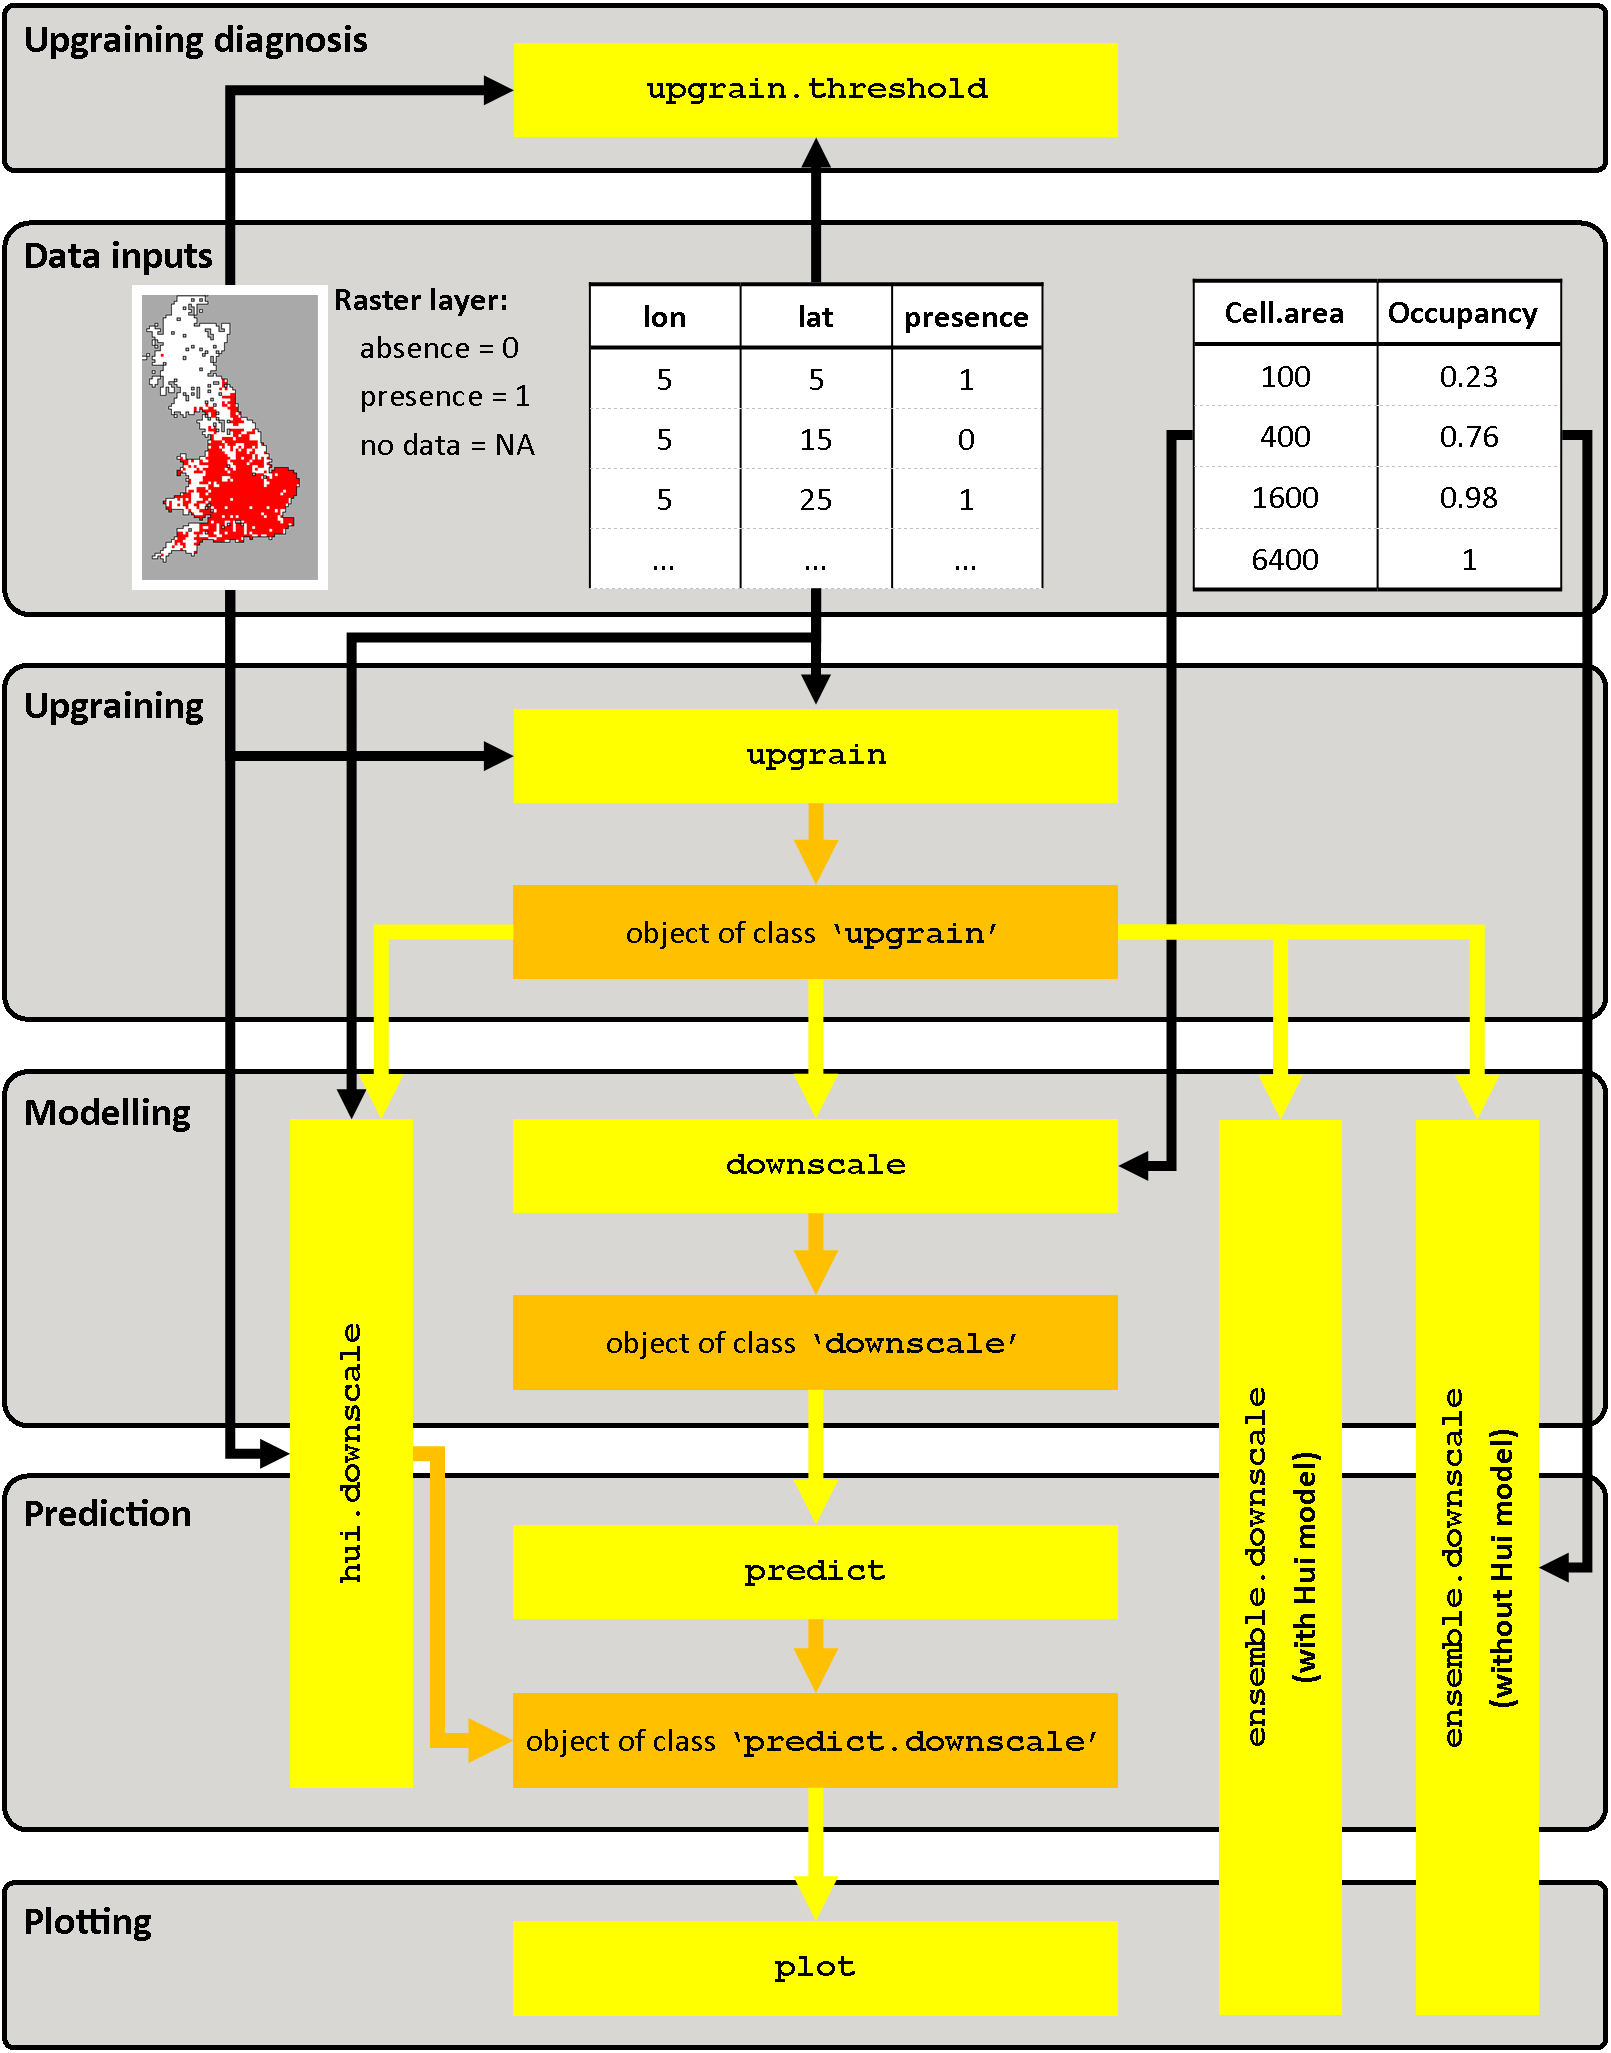 Upgraining diagnosis
upgrain.threshold
Data inputs
Raster layer:
absence = 0
presence = 1
no data = NA
lon lat presence
5 5 1
5 15 0
5 25 1
... ... ...
Cell.area Occupancy
100 0.23
400 0.76
1600 0.98
6400 1
Upgraining
upgrain
object of class ‘upgrain’
Modelling
downscale
object of class ‘downscale’
hui.downscale
ensemble.downscale
(with Hui model)
ensemble.downscale
(without Hui model)
Prediction
predict
object of class ‘predict.downscale’
Plotting
plot